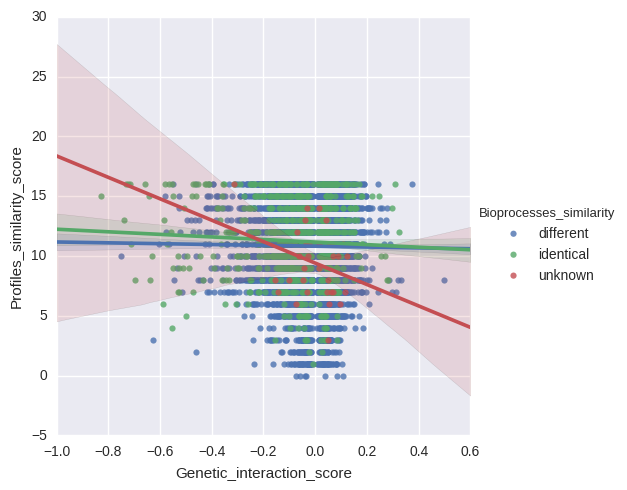 30
25
20
15
10
5
0
−5
Profiles_similarity_score
−1.0 −0.8 −0.6 −0.4 −0.2 0.0 0.2 0.4 0.6
Genetic_interaction_score
Bioprocesses_similarity
different
identical
unknown